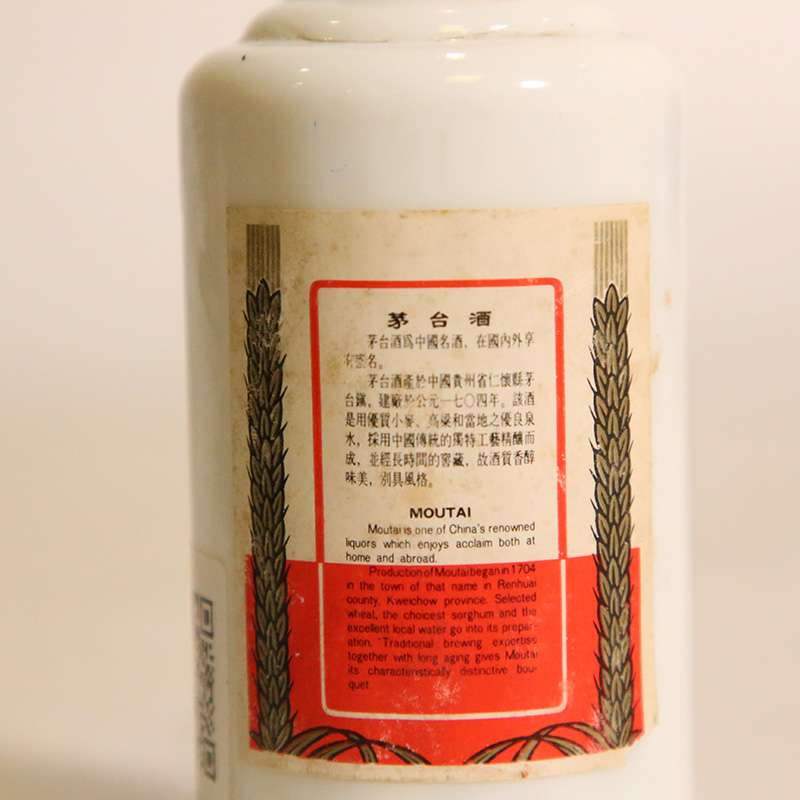 茅台酒
茅台酒爲中國名酒，在國內外享
有盛名。
茅台酒產於中國貴州省仁懷縣茅
台鎮，建廠於公元一七〇四年。該酒
是用優質小麥、高粱和當地之優良泉
水，採用中國傳統的獨特工藝精釀而
成，並經長時間的窖藏，故酒質香醇
味美，別具風格。
MOUTAI
Moutai is one of China's renowned
liquors which enjoys acclaim both at
home and abroad.
Production of Moutai began in 1704
in the town of that name in Renhuai
county, Kweichow province. Selected
wheat, the choicest sorghum and the
excellent local water go into its prepar-
ation. Traditional brewing expertise
together with long aging gives Moutai
its characteristically distinctive bou-
quet.